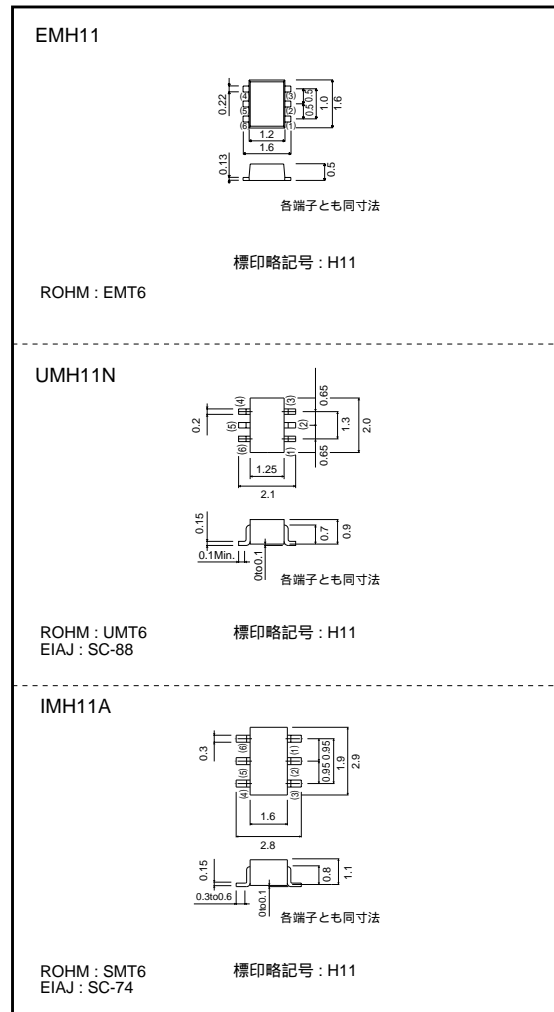 EMH11
0.22
(4)
(3)
(5)
(2)
(6)
(1)
0.5 0.5
1.0
1.6
1.2
1.6
0.13
0.5
各端子とも同寸法
標印略記号 : H11
ROHM : EMT6
UMH11N
0.2
(4)
(3)
(5)
(2)
(6)
(1)
0.65
1.3
2.0
0.65
1.25
2.1
0.15
0.1Min.
0to0.1
0.7
0.9
各端子とも同寸法
ROHM : UMT6
標印略記号 : H11
EIAJ : SC-88
IMH11A
0.3
(6)
(1)
(5)
(2)
(4)
(3)
0.95 0.95
1.9
2.9
1.6
2.8
0.15
0.3to0.6
0to0.1
0.8
1.1
各端子とも同寸法
ROHM : SMT6
標印略記号 : H11
EIAJ : SC-74